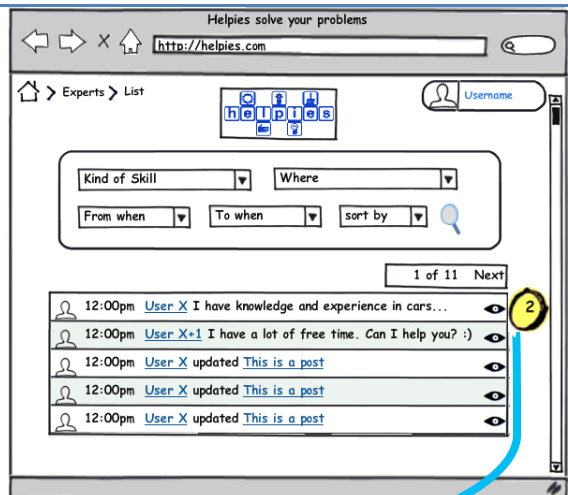 Helpies solve your problems
http://helpies.com
Experts List
Username
helpies
Kind of Skill Where
From when To when sort by
1 of 11 Next
12:00pm User X I have knowledge and experience in cars...
2
12:00pm User X+1 I have a lot of free time. Can I help you? :)
12:00pm User X updated This is a post
12:00pm User X updated This is a post
12:00pm User X updated This is a post